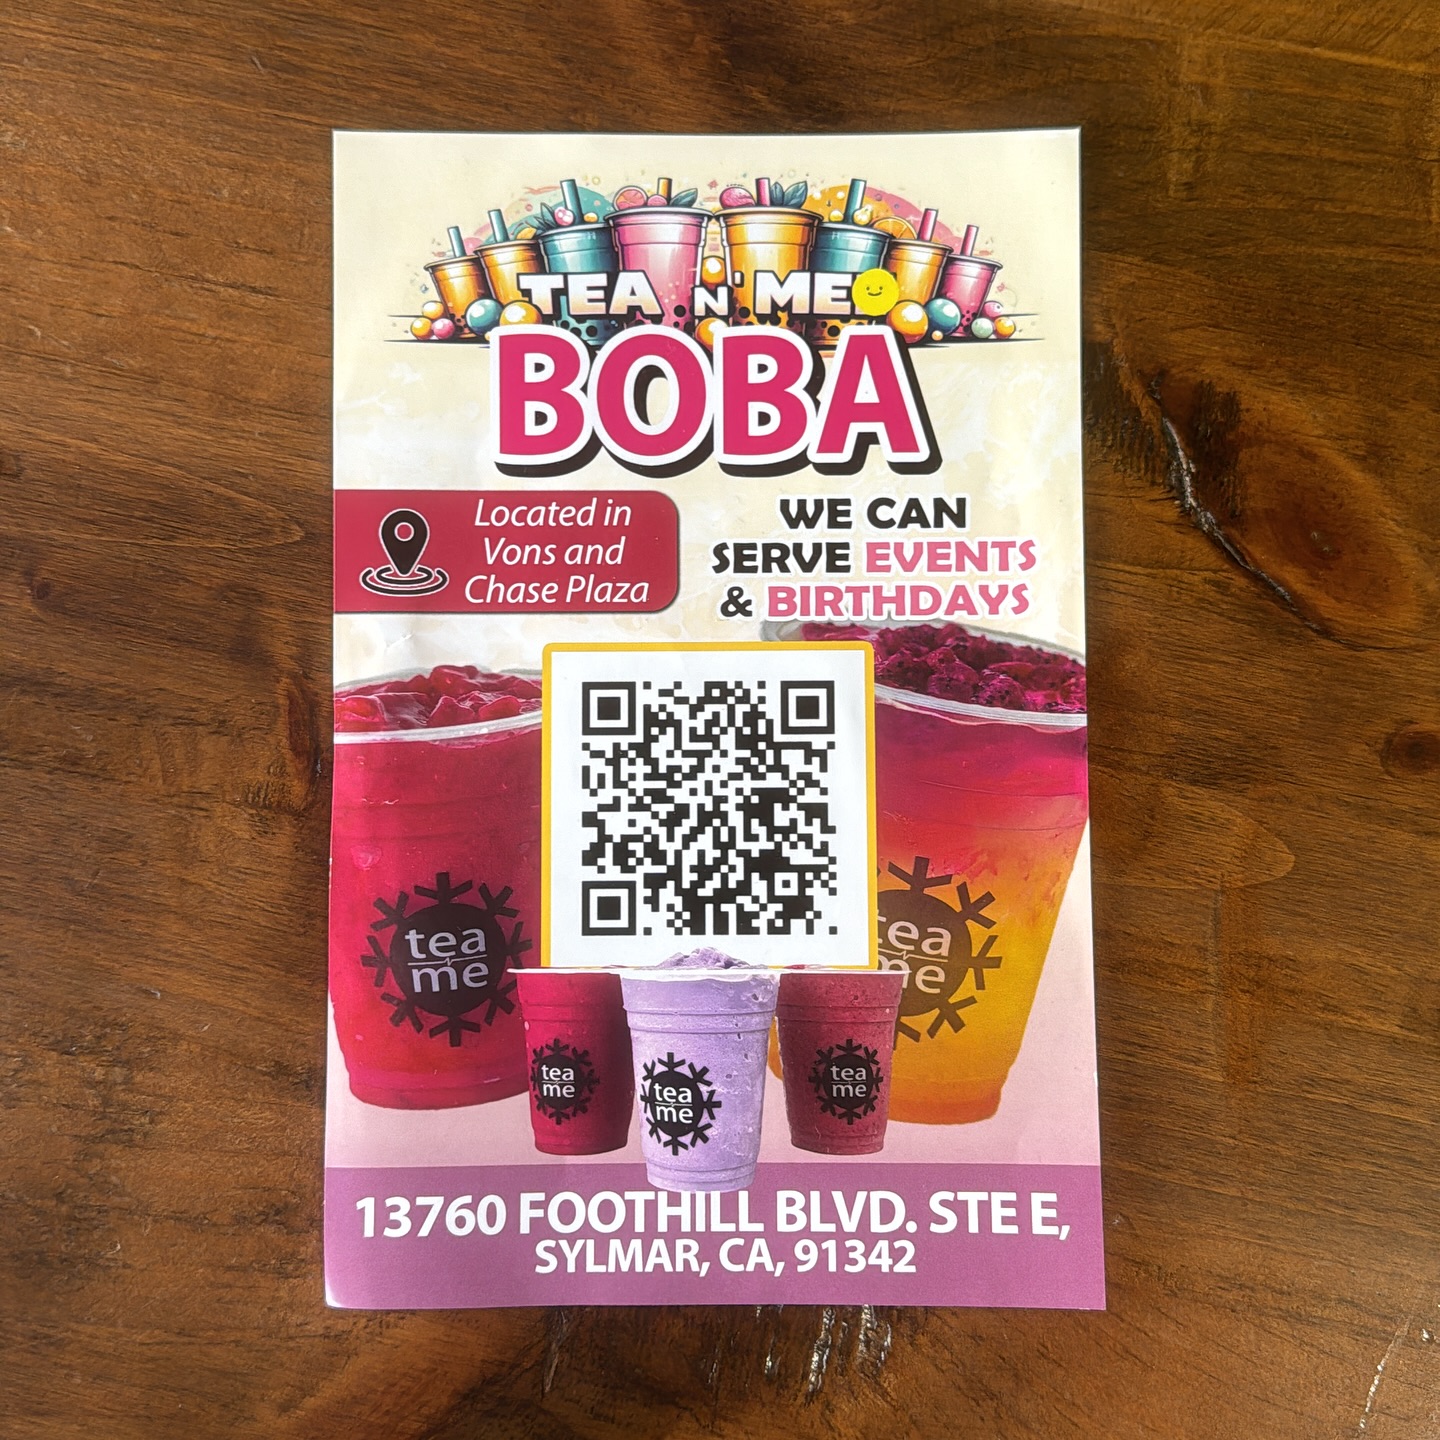 TEA N' ME
BOBA
Located in
Vons and
Chase Plaza
WE CAN
SERVE EVENTS
& BIRTHDAYS
tea
me
tea
me
tea
me
tea
me
tea
me
13760 FOOTHILL BLVD. STE E,
SYLMAR, CA, 91342